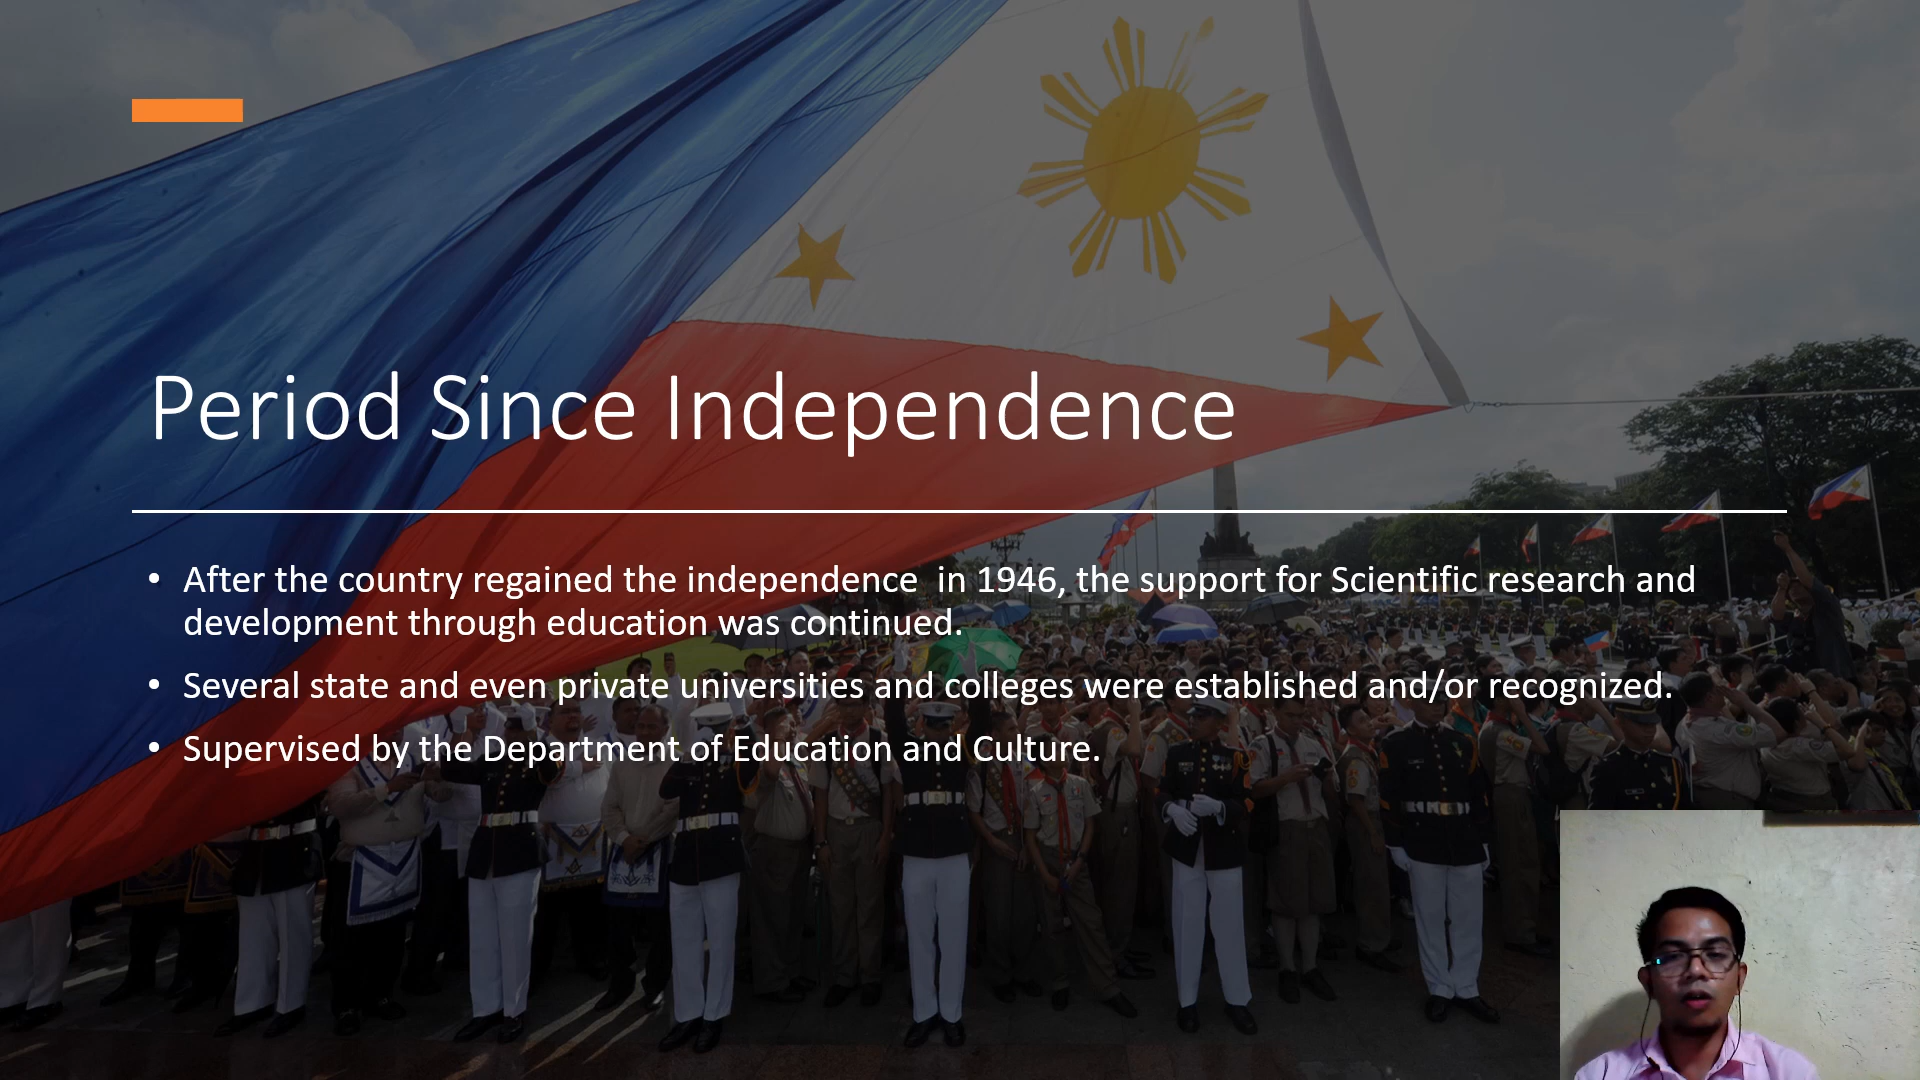 Period Since Independence
• After the country regained the independence  in 1946, the support for Scientific research and
development through education was continued.
• Several state and even private universities and colleges were established and/or recognized.
• Supervised by the Department of Education and Culture.